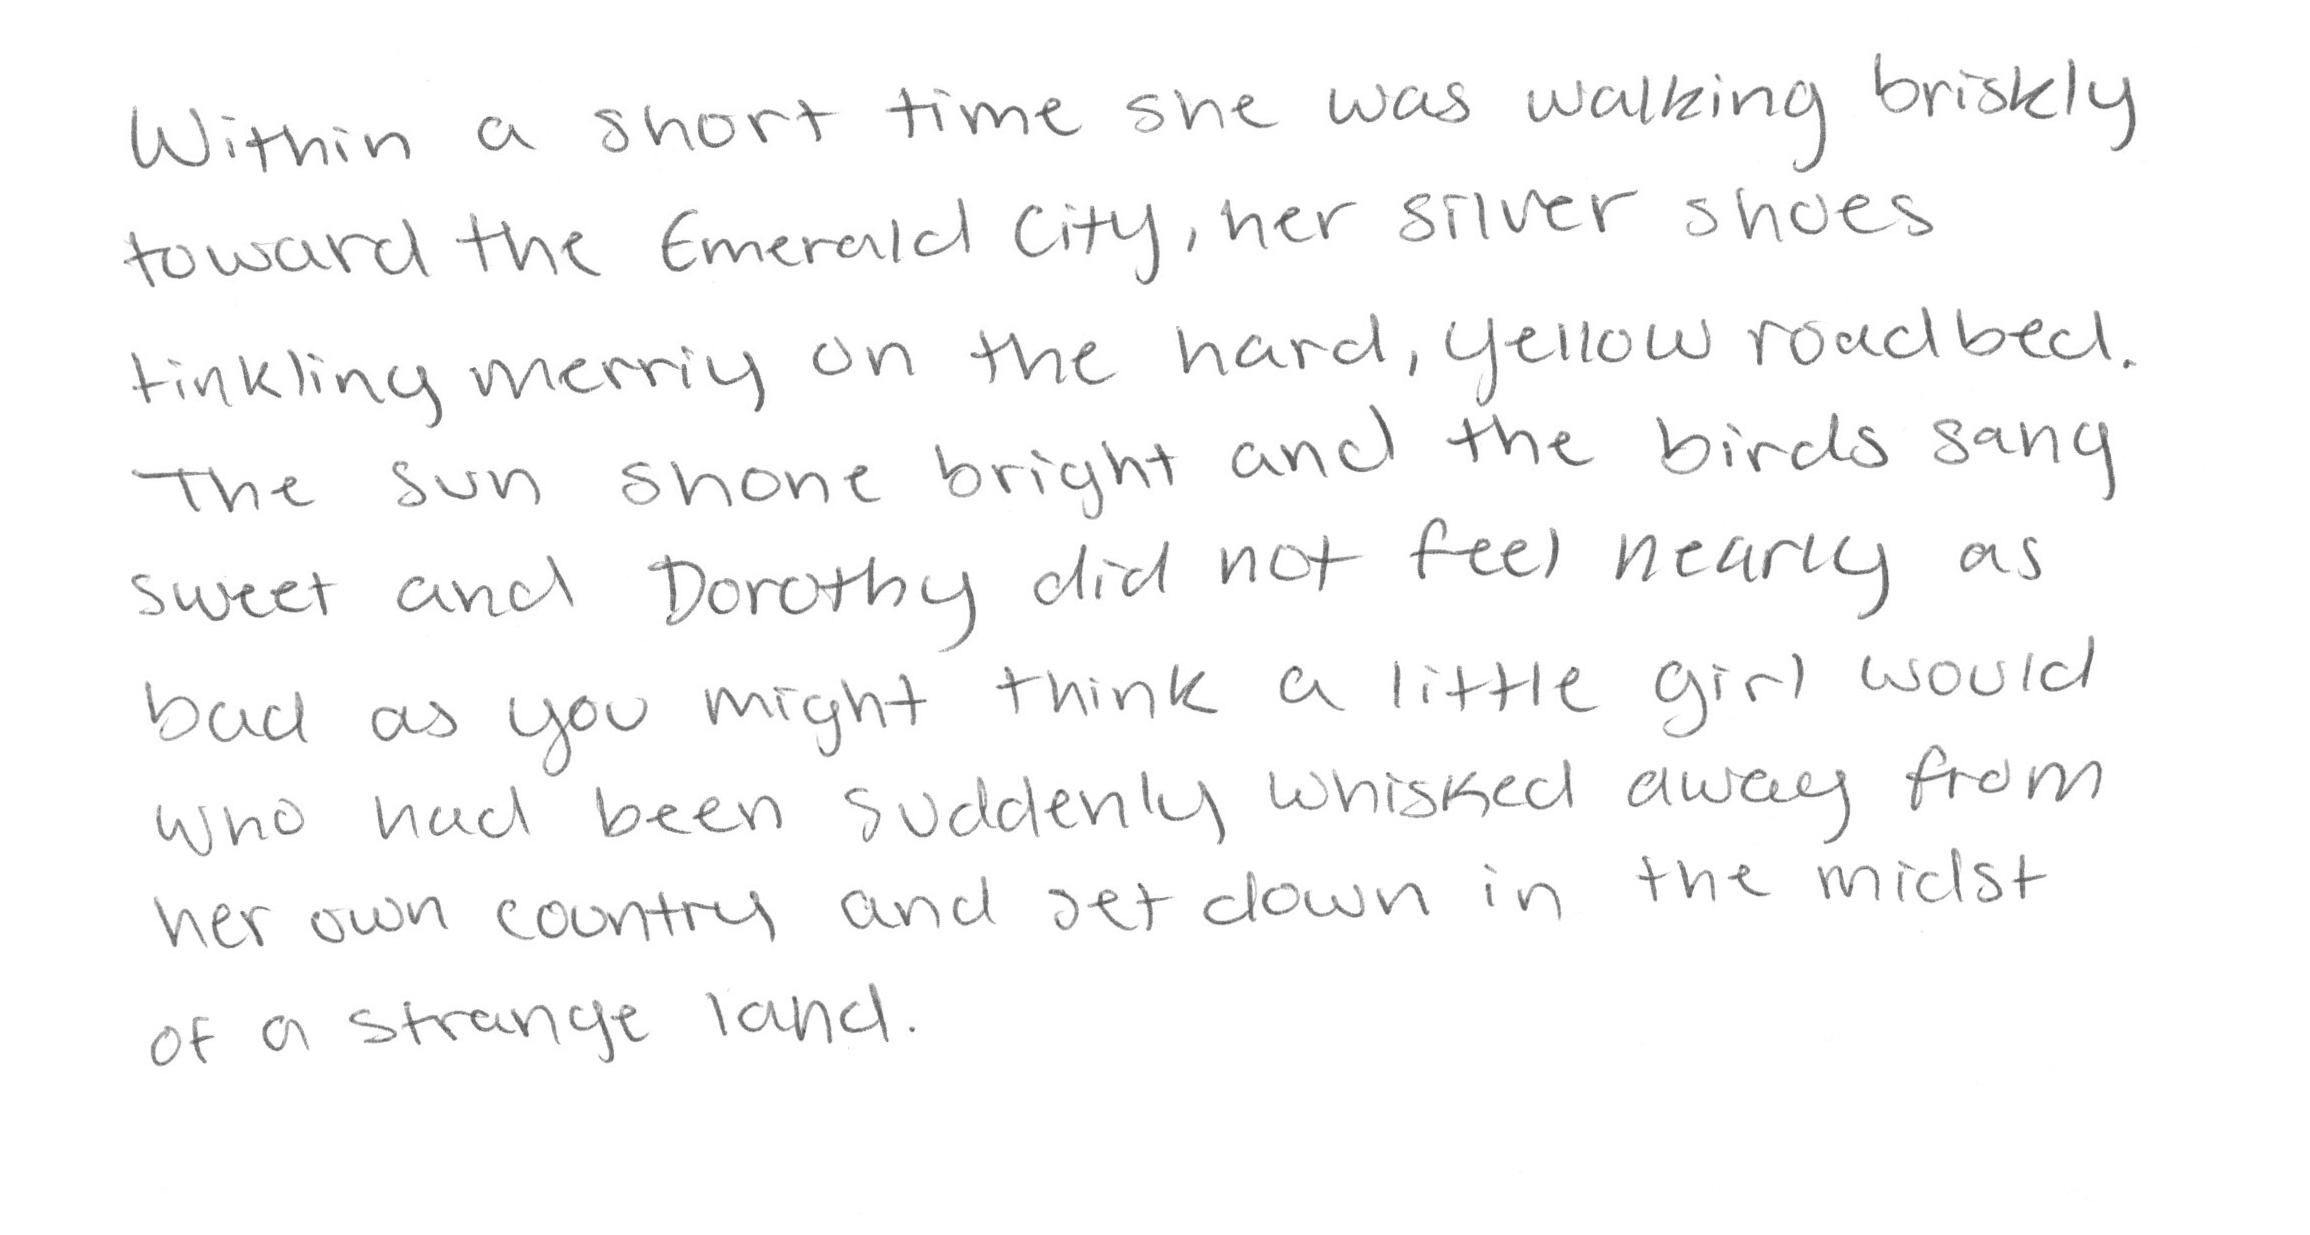 Within a short time she was walking briskly
toward the Emerald City, her silver shoes
tinkling merrily on the hard, yellow roadbed.
The sun shone bright and the birds sang
sweet and Dorothy did not feel nearly as
bad as you might think a little girl would
who had been suddenly whisked away from
her own country and set down in the midst
of a strange land.